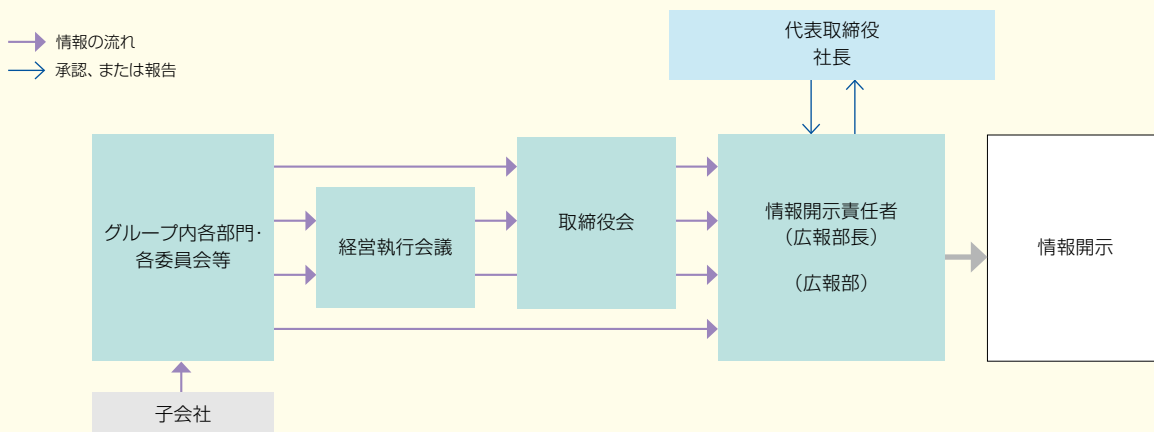 情報の流れ
承認、または報告
代表取締役
社長
グループ内各部門・
各委員会等
経営執行会議
取締役会
情報開示責任者
（広報部長）
（広報部）
情報開示
子会社